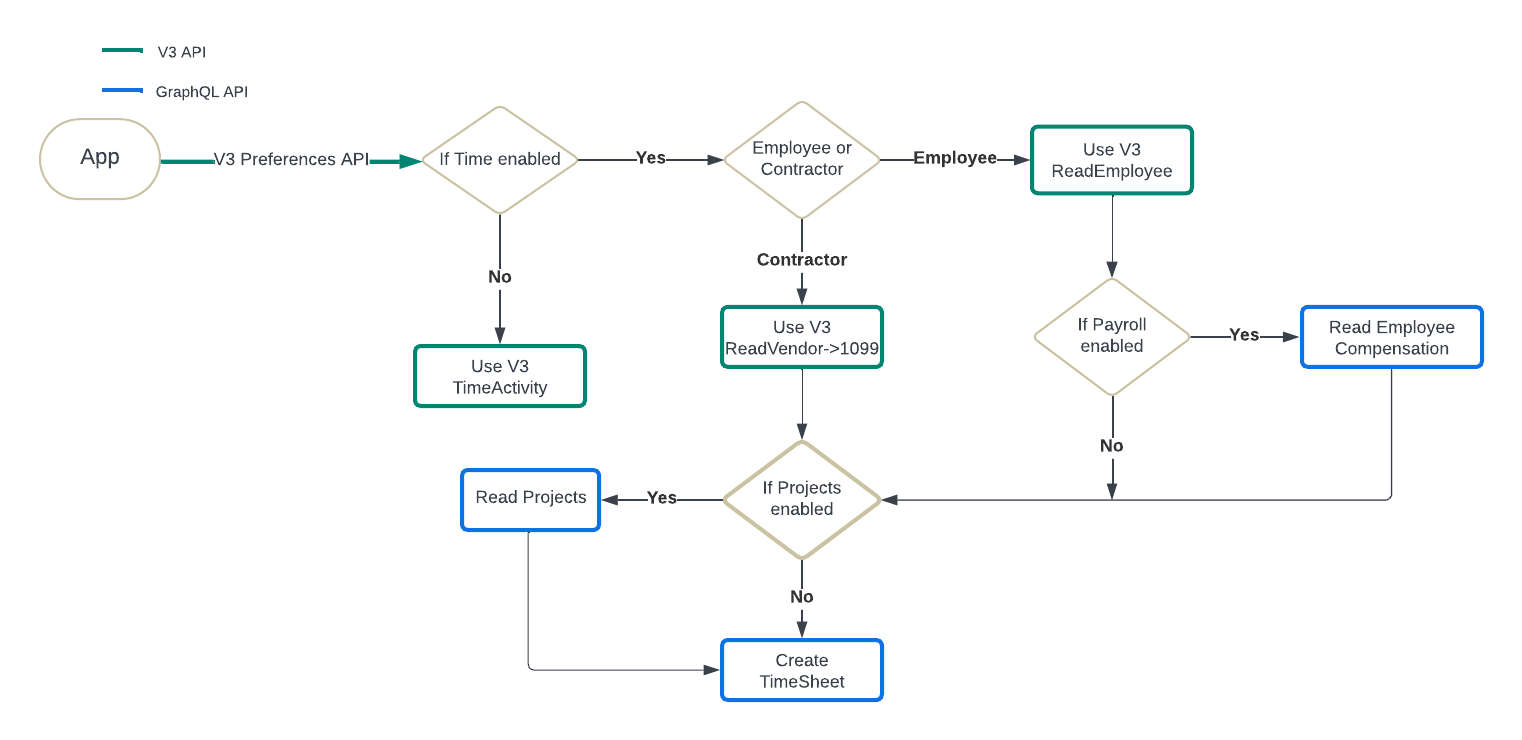 V3 API
GraphQL API
App
V3 Preferences API
If Time enabled
Yes
Employee or
Contractor
Employee
Use V3
ReadEmployee
No
Contractor
Use V3
TimeActivity
Use V3
ReadVendor->1099
If Payroll
enabled
Yes
Read Employee
Compensation
No
Read Projects
Yes
If Projects
enabled
No
Create
TimeSheet